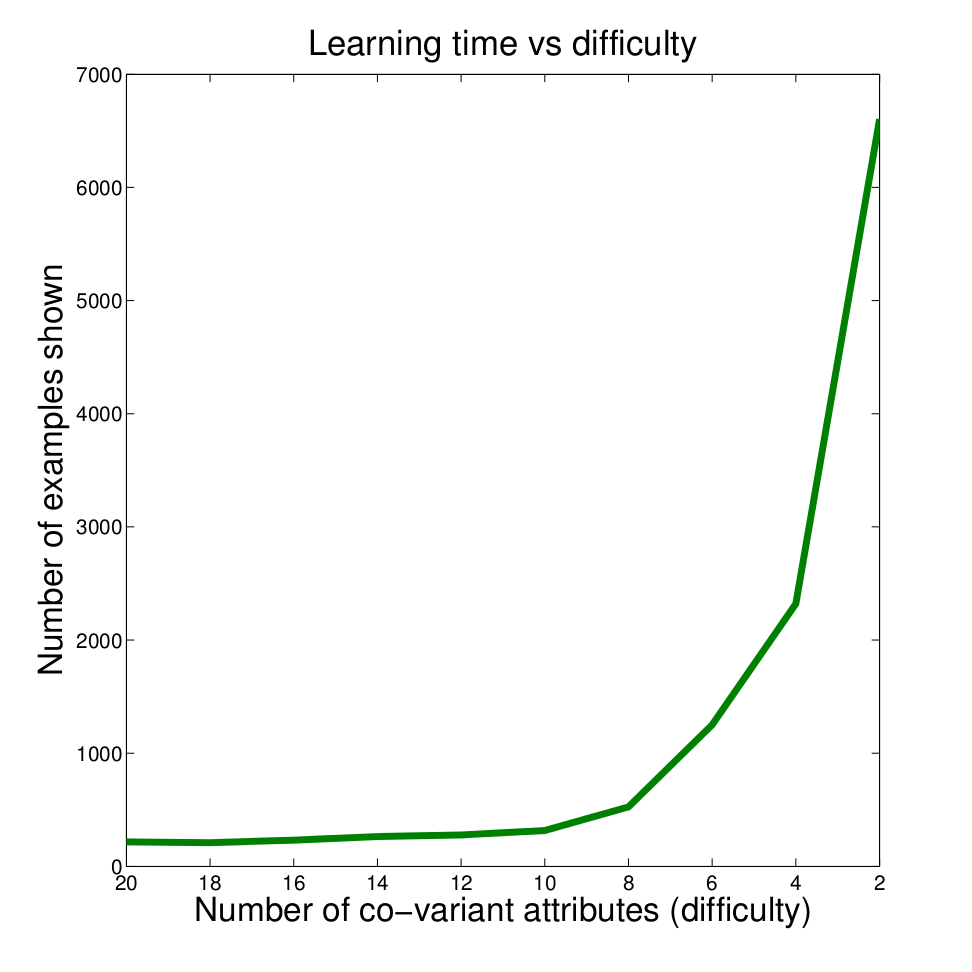 Learning time vs difficulty
7000
6000
5000
4000
3000
2000
1000
0
Number of examples shown
20 18 16 14 12 10 8 6 4 2
Number of co−variant attributes (difficulty)